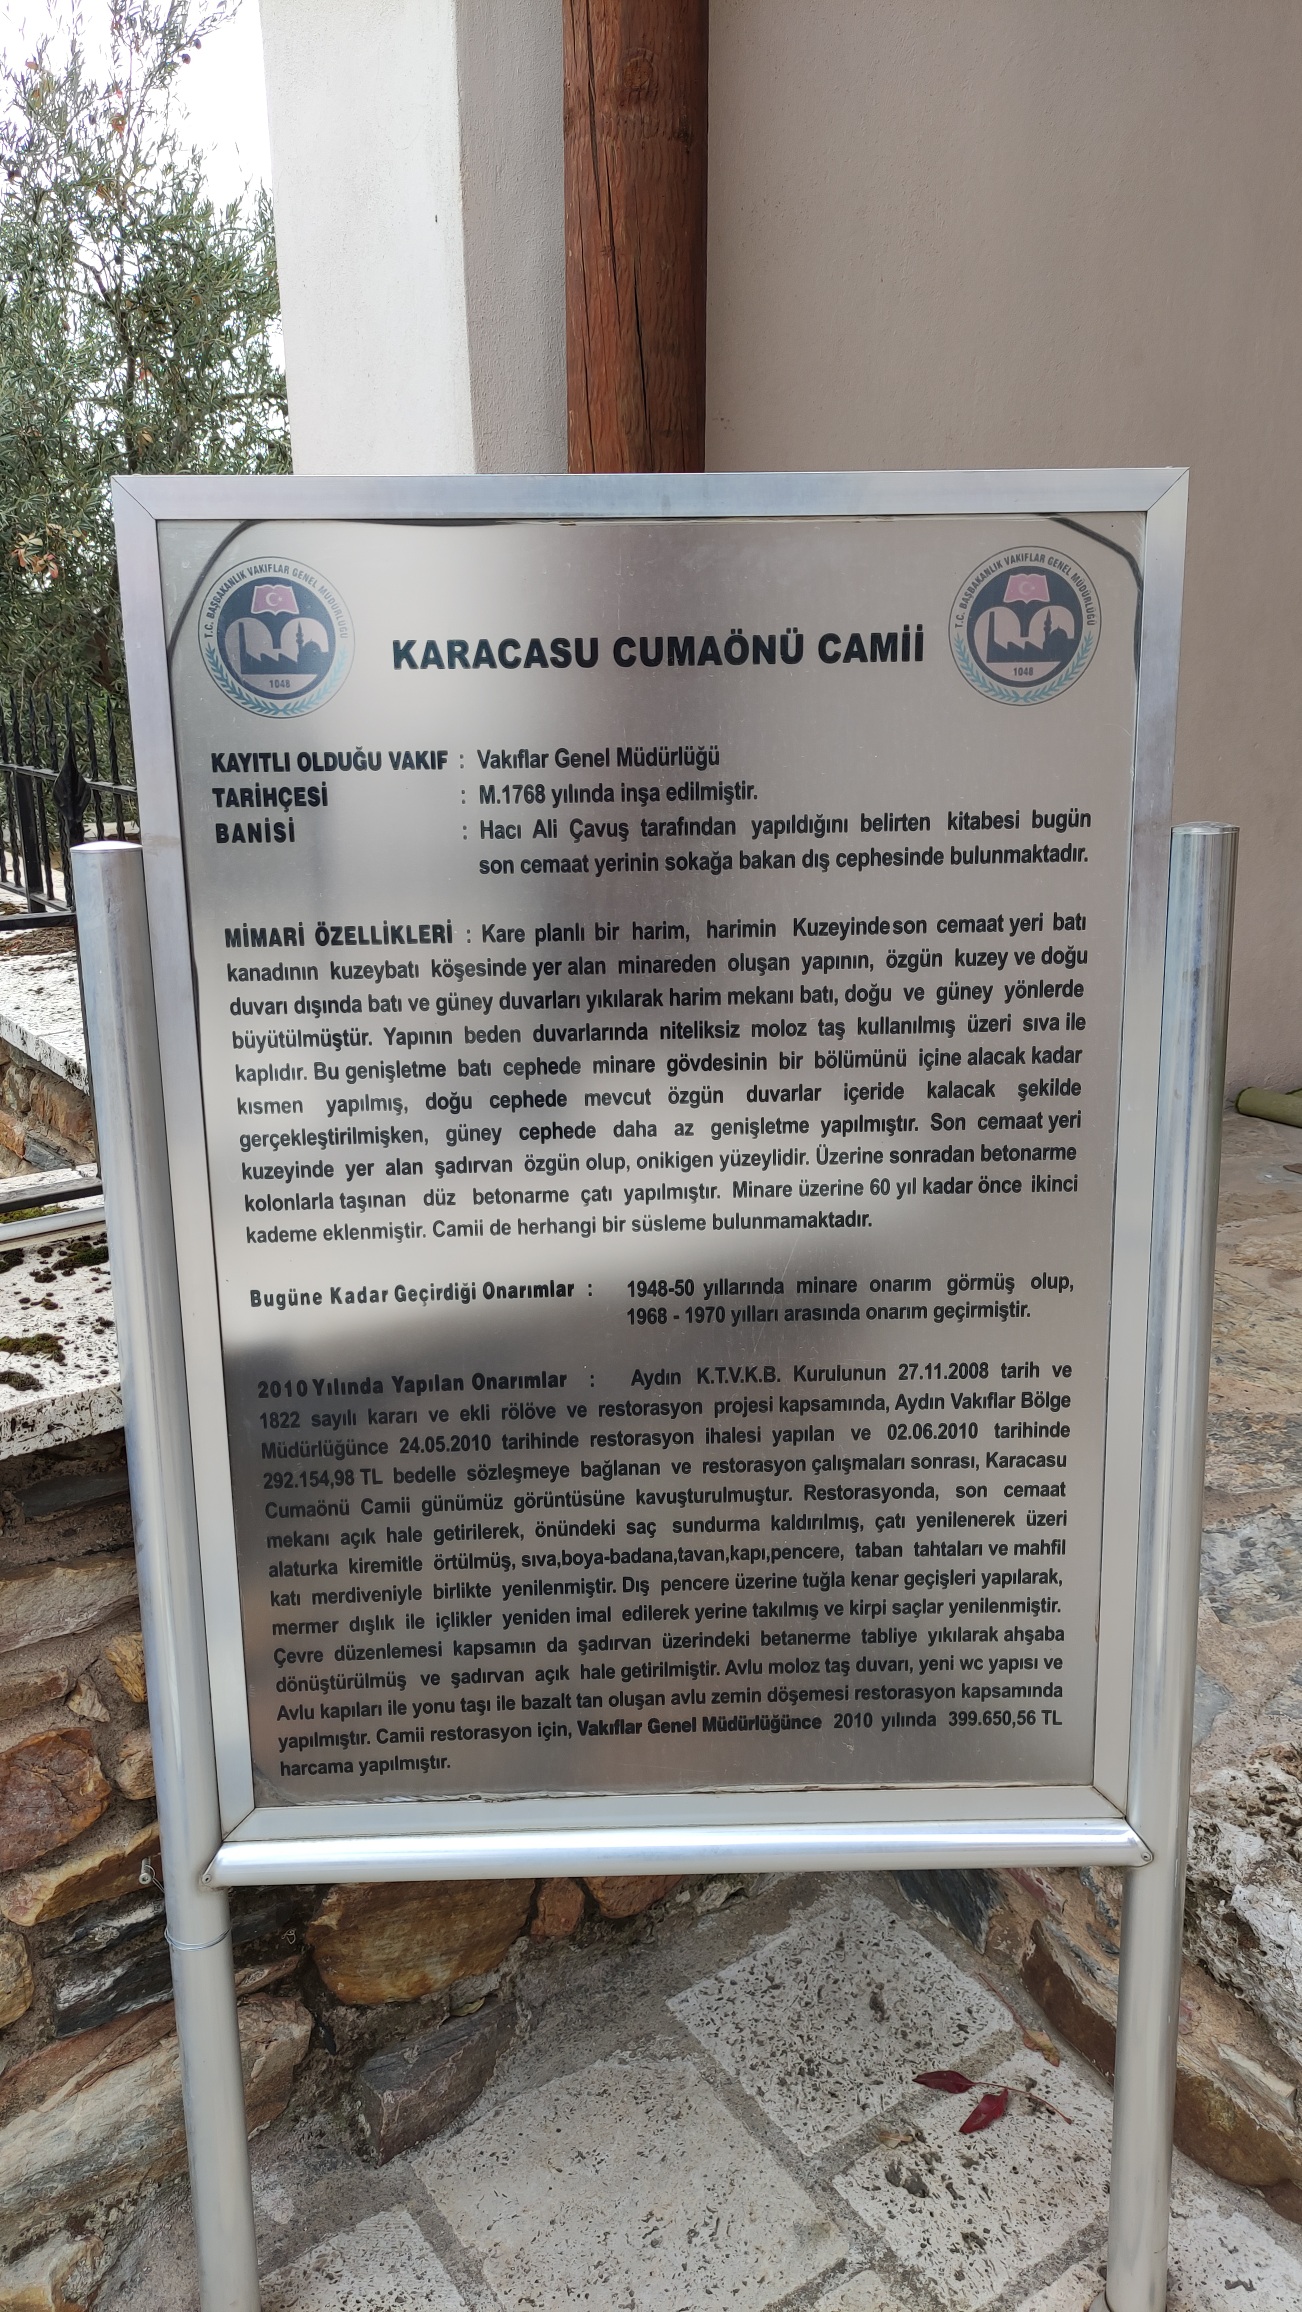 T.C. BAŞBAKANLIK VAKIFLAR GENEL MÜDÜRLÜĞÜ
1048
T.C. BAŞBAKANLIK VAKIFLAR GENEL MÜDÜRLÜĞÜ
1048
KARACASU CUMAÖNÜ CAMİİ
KAYITLI OLDUĞU VAKIF : Vakıflar Genel Müdürlüğü
TARİHÇESİ : M.1768 yılında inşa edilmiştir.
BANİSİ : Hacı Ali Çavuş tarafından yapıldığını belirten kitabesi bugün
son cemaat yerinin sokağa bakan dış cephesinde bulunmaktadır.
MİMARİ ÖZELLİKLERİ : Kare planlı bir harim, harimin Kuzeyinde son cemaat yeri batı
kanadının kuzeybatı köşesinde yer alan minareden oluşan yapının, özgün kuzey ve doğu
duvarı dışında batı ve güney duvarları yıkılarak harim mekanı batı, doğu ve güney yönlerde
büyütülmüştür. Yapının beden duvarlarında niteliksiz moloz taş kullanılmış üzeri sıva ile
kaplıdır. Bu genişletme batı cephede minare gövdesinin bir bölümünü içine alacak kadar
kısmen yapılmış, doğu cephede mevcut özgün duvarlar içeride kalacak şekilde
gerçekleştirilmişken, güney cephede daha az genişletme yapılmıştır. Son cemaat yeri
kuzeyinde yer alan şadırvan özgün olup, onikigen yüzeylidir. Üzerine sonradan betonarme
kolonlarla taşınan düz betonarme çatı yapılmıştır. Minare üzerine 60 yıl kadar önce ikinci
kademe eklenmiştir. Camii de herhangi bir süsleme bulunmamaktadır.
Bugüne Kadar Geçirdiği Onarımlar : 1948-50 yıllarında minare onarım görmüş olup,
1968 - 1970 yılları arasında onarım geçirmiştir.
2010 Yılında Yapılan Onarımlar : Aydın K.T.V.K.B. Kurulunun 27.11.2008 tarih ve
1822 sayılı kararı ve ekli rölöve ve restorasyon projesi kapsamında, Aydın Vakıflar Bölge
Müdürlüğünce 24.05.2010 tarihinde restorasyon ihalesi yapılan ve 02.06.2010 tarihinde
292.154,98 TL bedelle sözleşmeye bağlanan ve restorasyon çalışmaları sonrası, Karacasu
Cumaönü Camii günümüz görüntüsüne kavuşturulmuştur. Restorasyonda, son cemaat
mekanı açık hale getirilerek, önündeki saç sundurma kaldırılmış, çatı yenilenerek üzeri
alaturka kiremitle örtülmüş, sıva,boya-badana,tavan,kapı,pencere, taban tahtaları ve mahfil
katı merdiveniyle birlikte yenilenmiştir. Dış pencere üzerine tuğla kenar geçişleri yapılarak,
mermer dışlık ile içlikler yeniden imal edilerek yerine takılmış ve kirpi saçlar yenilenmiştir.
Çevre düzenlemesi kapsamın da şadırvan üzerindeki betanerme tabliye yıkılarak ahşaba
dönüştürülmüş ve şadırvan açık hale getirilmiştir. Avlu moloz taş duvarı, yeni wc yapısı ve
Avlu kapıları ile yonu taşı ile bazalt tan oluşan avlu zemin döşemesi restorasyon kapsamında
yapılmıştır. Camii restorasyon için, Vakıflar Genel Müdürlüğünce 2010 yılında 399.650,56 TL
harcama yapılmıştır.